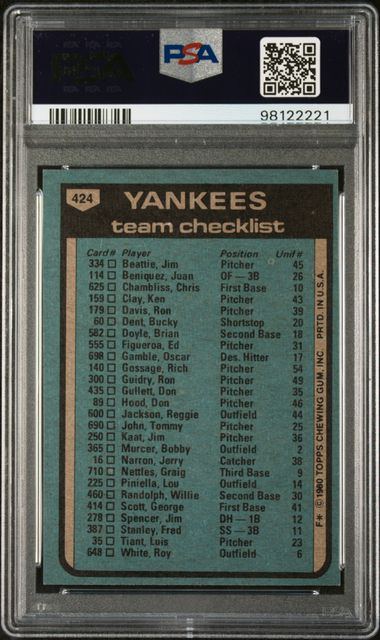 PSA
98122221
424
YANKEES
team checklist
Card# Player Position Unif#
334 Beattie, Jim Pitcher 45
114 Beniquez, Juan OF — 3B 26
625 Chambliss, Chris First Base 10
159 Clay, Ken Pitcher 43
179 Davis, Ron Pitcher 39
60 Dent, Bucky Shortstop 20
582 Doyle, Brian Second Base 18
555 Figueroa, Ed Pitcher 31
698 Gamble, Oscar Des. Hitter 17
140 Gossage, Rich Pitcher 54
300 Guidry, Ron Pitcher 49
435 Gullett, Don Pitcher 35
89 Hood, Don Pitcher 46
600 Jackson, Reggie Outfield 44
690 John, Tommy Pitcher 25
250 Kaat, Jim Pitcher 36
365 Murcer, Bobby Outfield 2
16 Narron, Jerry Catcher 38
710 Nettles, Graig Third Base 9
225 Piniella, Lou Outfield 14
460 Randolph, Willie Second Base 30
414 Scott, George First Base 41
278 Spencer, Jim DH — 1B 12
387 Stanley, Fred SS — 3B 11
35 Tiant, Luis Pitcher 23
648 White, Roy Outfield 6
F* © 1980 TOPPS CHEWING GUM, INC. PRTD. IN U.S.A.